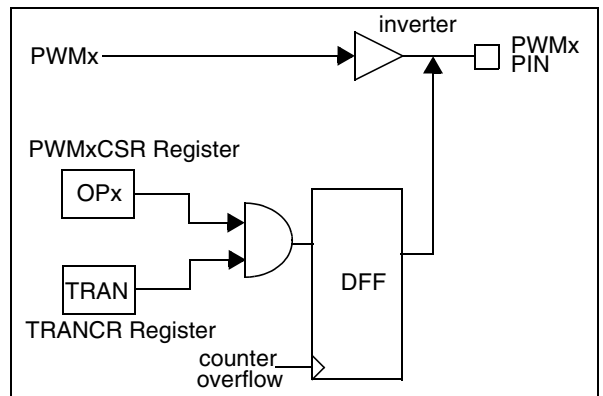 inverter
PWMx
PWMx
PIN
PWMxCSR Register
OPx
TRAN
DFF
TRANCR Register
counter
overflow